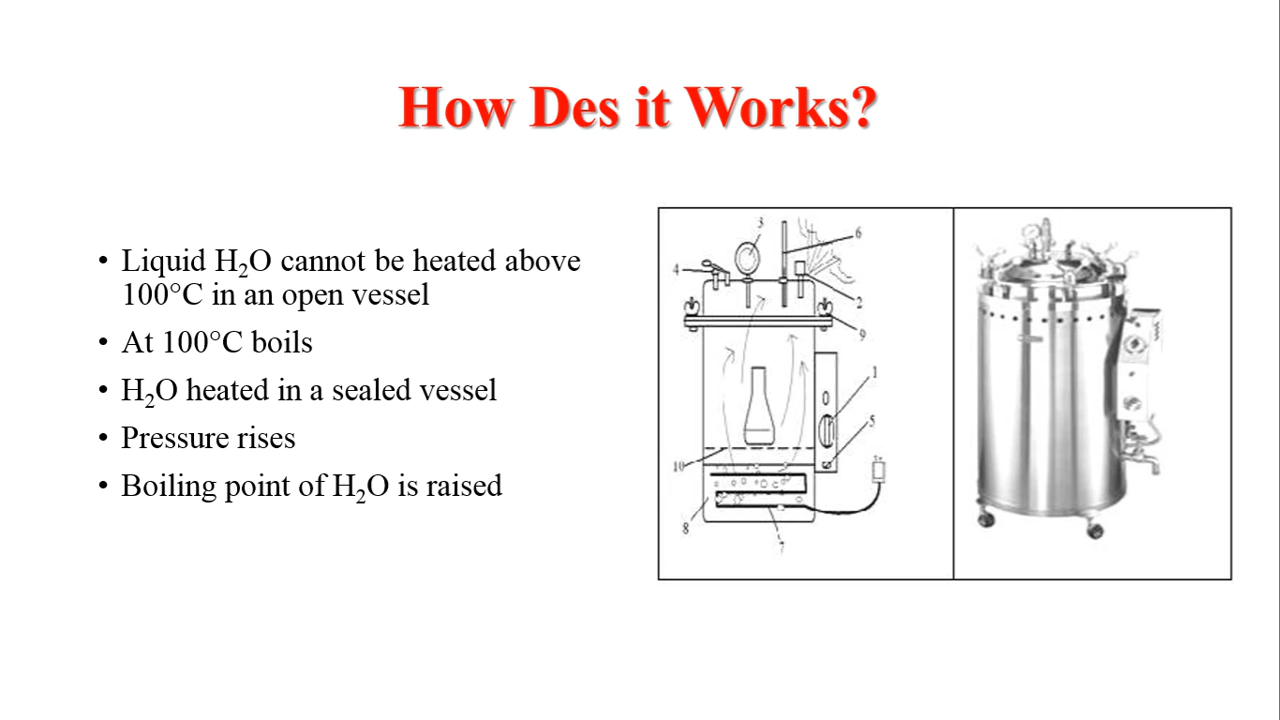 How Des it Works?
• Liquid H₂O cannot be heated above
100°C in an open vessel
• At 100°C boils
• H₂O heated in a sealed vessel
• Pressure rises
• Boiling point of H₂O is raised
3
6
4
2
9
1
5
10
8
7